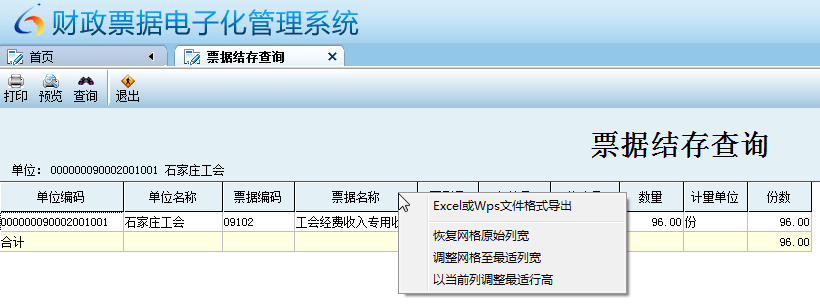 财政票据电子化管理系统
首页 票据结存查询
打印 预览 查询 退出
票据结存查询
单位: 000000090002001001 石家庄工会
单位编码 单位名称 票据编码 票据名称 数量 计量单位 份数
000000090002001001 石家庄工会 09102 工会经费收入专用收 96.00 份 96.00
合计 96.00
Excel或Wps文件格式导出
恢复网格原始列宽
调整网格至最适列宽
以当前列调整最适行高